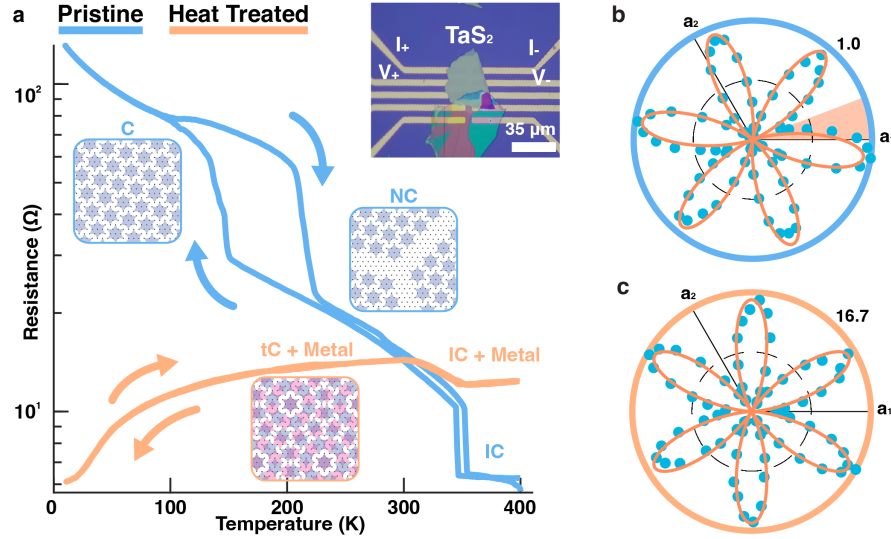 a
Pristine
Heat Treated
TaS₂
I+
I-
V+
V-
35 µm
10²
C
NC
Resistance (Ω)
tC + Metal
IC + Metal
10¹
IC
0
100
200
300
400
Temperature (K)
b
a₂
1.0
a
c
a₂
16.7
a₁